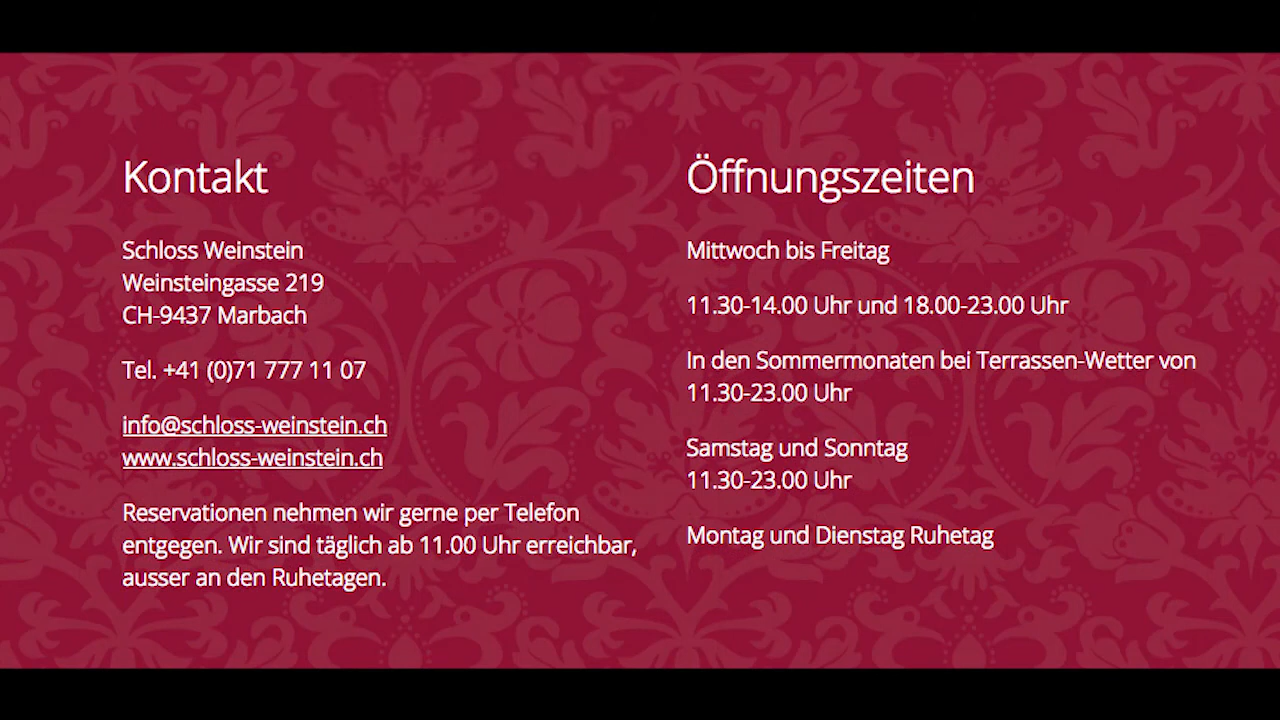 Kontakt
Schloss Weinstein
Weinsteingasse 219
CH-9437 Marbach
Tel. +41 (0)71 777 11 07
info@schloss-weinstein.ch
www.schloss-weinstein.ch
Reservationen nehmen wir gerne per Telefon
entgegen. Wir sind täglich ab 11.00 Uhr erreichbar,
ausser an den Ruhetagen.
Öffnungszeiten
Mittwoch bis Freitag
11.30-14.00 Uhr und 18.00-23.00 Uhr
In den Sommermonaten bei Terrassen-Wetter von
11.30-23.00 Uhr
Samstag und Sonntag
11.30-23.00 Uhr
Montag und Dienstag Ruhetag